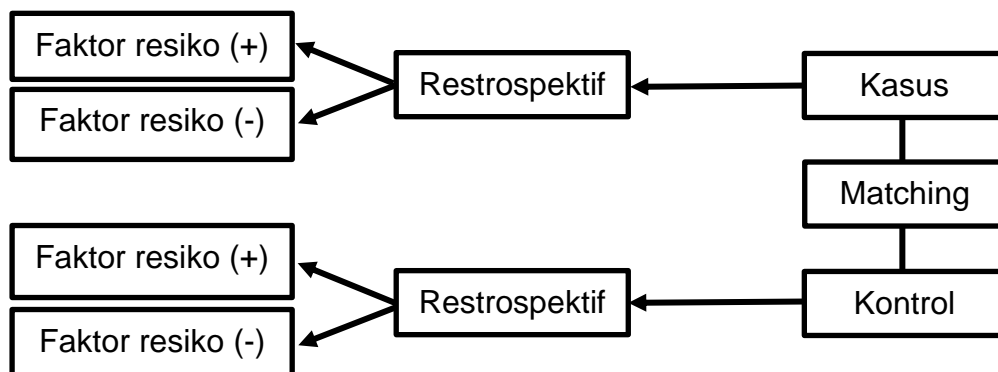 Faktor resiko (+)
Restrospektif
Kasus
Faktor resiko (-)
Matching
Faktor resiko (+)
Restrospektif
Kontrol
Faktor resiko (-)